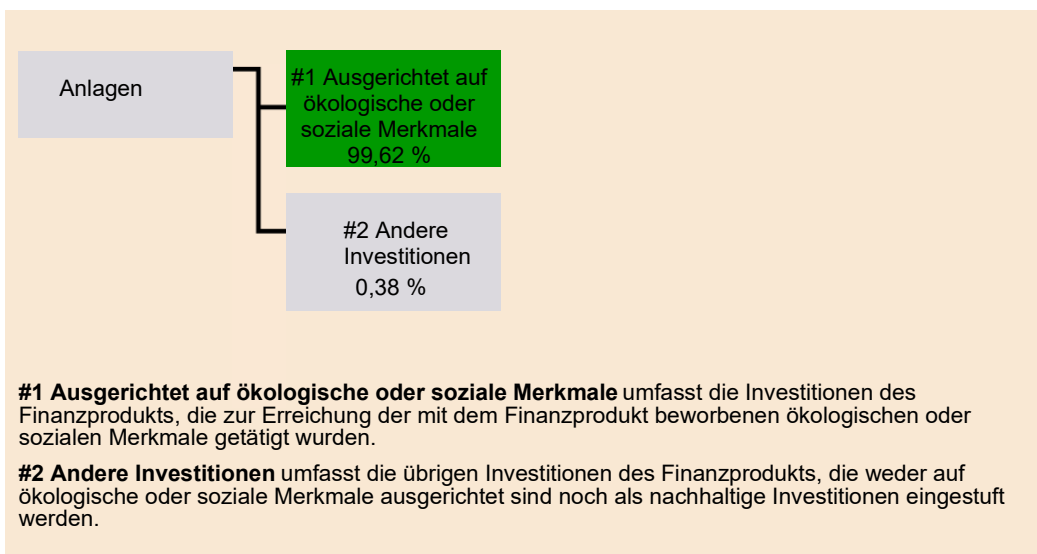 Anlagen
#1 Ausgerichtet auf
ökologische oder
soziale Merkmale
99,62 %
#2 Andere
Investitionen
0,38 %
#1 Ausgerichtet auf ökologische oder soziale Merkmale umfasst die Investitionen des
Finanzprodukts, die zur Erreichung der mit dem Finanzprodukt beworbenen ökologischen oder
sozialen Merkmale getätigt wurden.
#2 Andere Investitionen umfasst die übrigen Investitionen des Finanzprodukts, die weder auf
ökologische oder soziale Merkmale ausgerichtet sind noch als nachhaltige Investitionen eingestuft
werden.